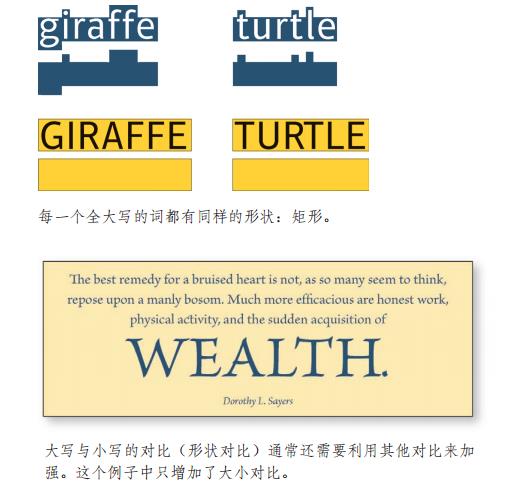 giraffe turtle
GIRAFFE TURTLE
每一个全大写的词都有同样的形状：矩形。
The best remedy for a bruised heart is not, as so many seem to think,
repose upon a manly bosom. Much more efficacious are honest work,
physical activity, and the sudden acquisition of
WEALTH.
Dorothy L. Sayers
大写与小写的对比（形状对比）通常还需要利用其他对比来加
强。这个例子中只增加了大小对比。